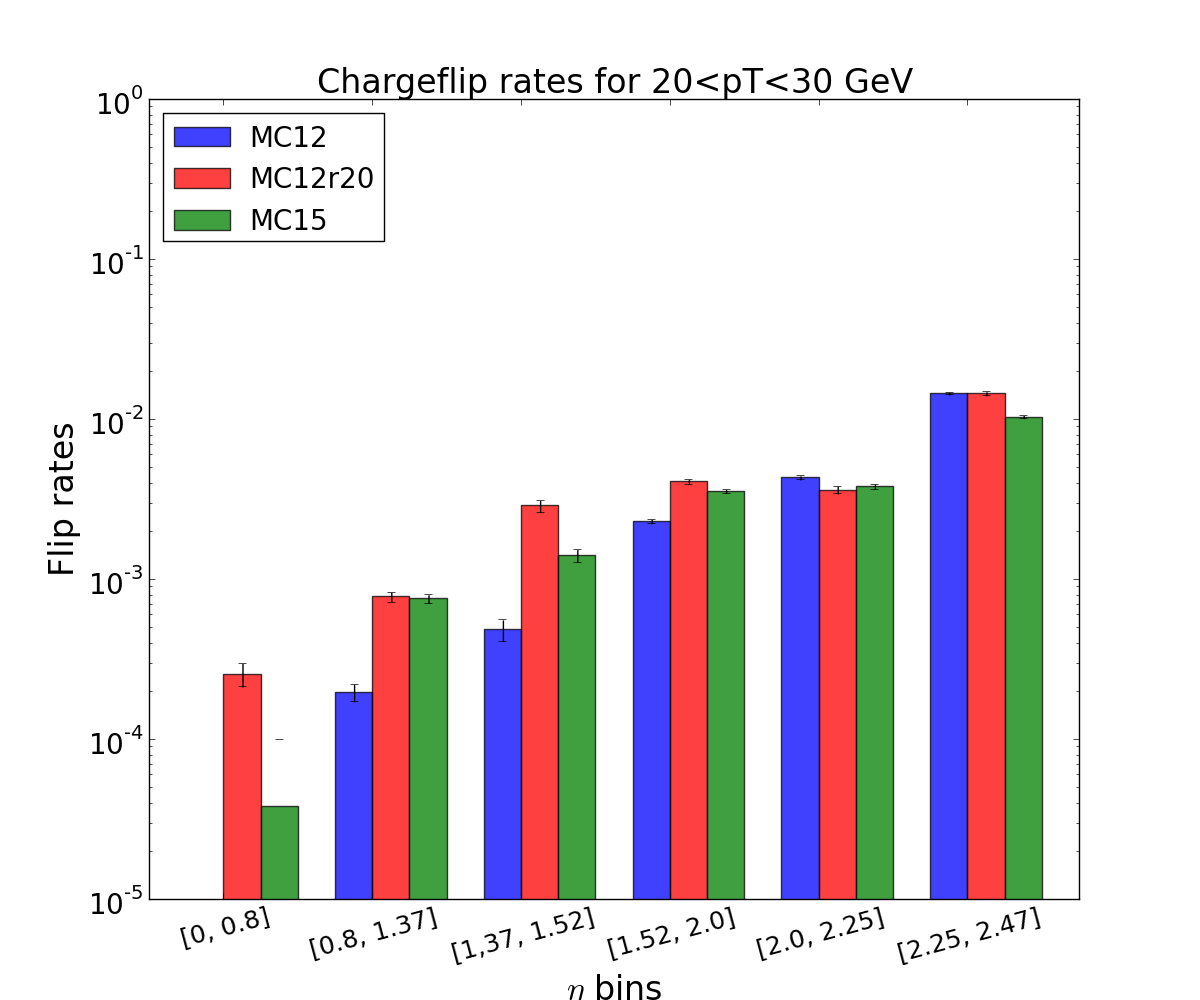 Chargeflip rates for 20<pT<30 GeV
MC12
MC12r20
MC15
10^0
10^-1
10^-2
10^-3
10^-4
10^-5
Flip rates
[0, 0.8]
[0.8, 1.37]
[1,37, 1.52]
[1.52, 2.0]
[2.0, 2.25]
[2.25, 2.47]
η bins